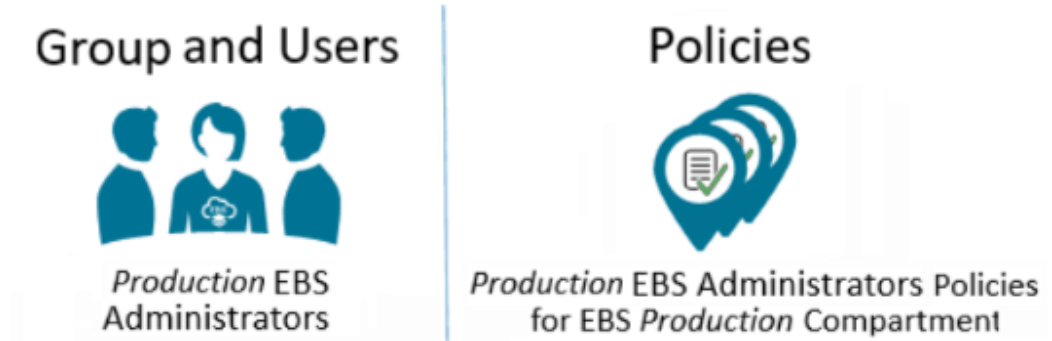 Group and Users
Production EBS
Administrators
Policies
Production EBS Administrators Policies
for EBS Production Compartment